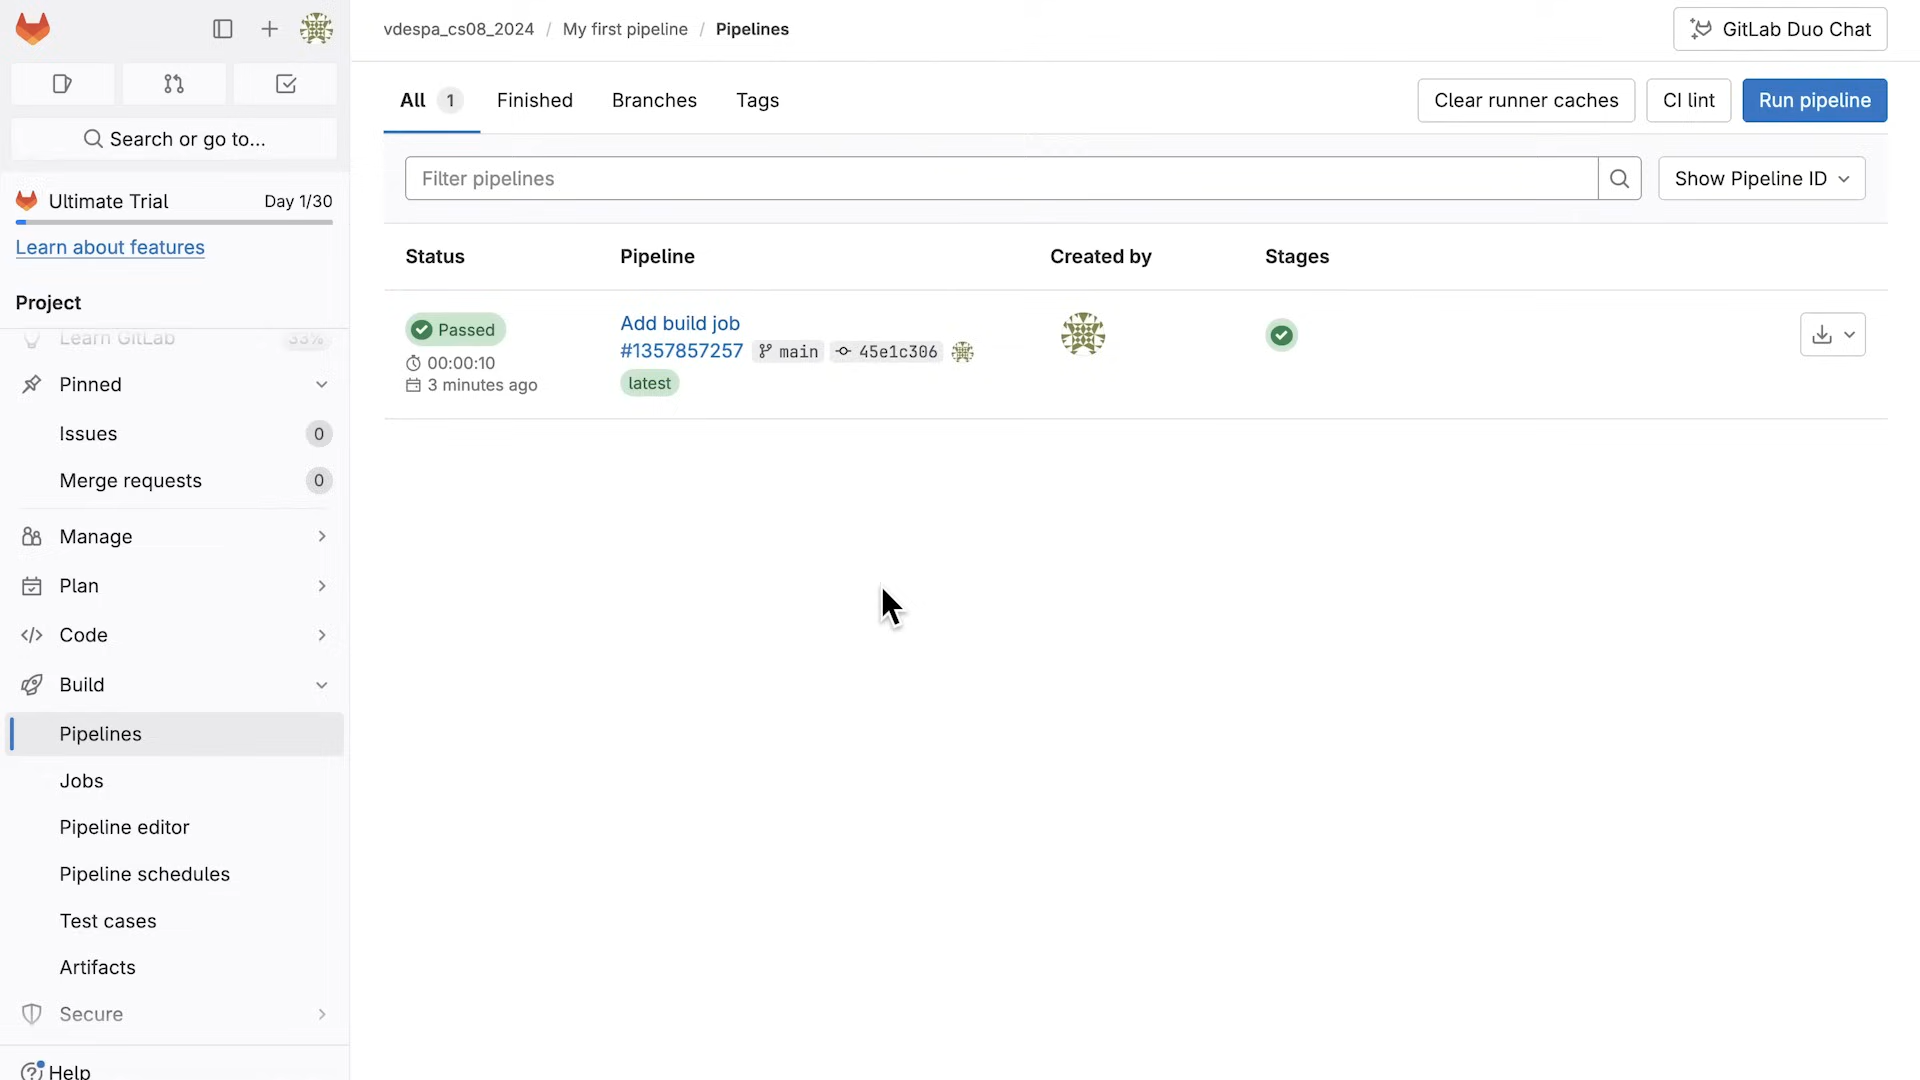 vdespa_cs08_2024 / My first pipeline / Pipelines
GitLab Duo Chat
All 1 Finished Branches Tags
Clear runner caches CI lint Run pipeline
Search or go to...
Filter pipelines
Show Pipeline ID
Ultimate Trial Day 1/30
Learn about features
Project
Learn GitLab 33%
Pinned
Issues 0
Merge requests 0
Manage
Plan
Code
Build
Pipelines
Jobs
Pipeline editor
Pipeline schedules
Test cases
Artifacts
Secure
Help
Status Pipeline Created by Stages
Passed
00:00:10
3 minutes ago
Add build job
#1357857257 main 45e1c306
latest